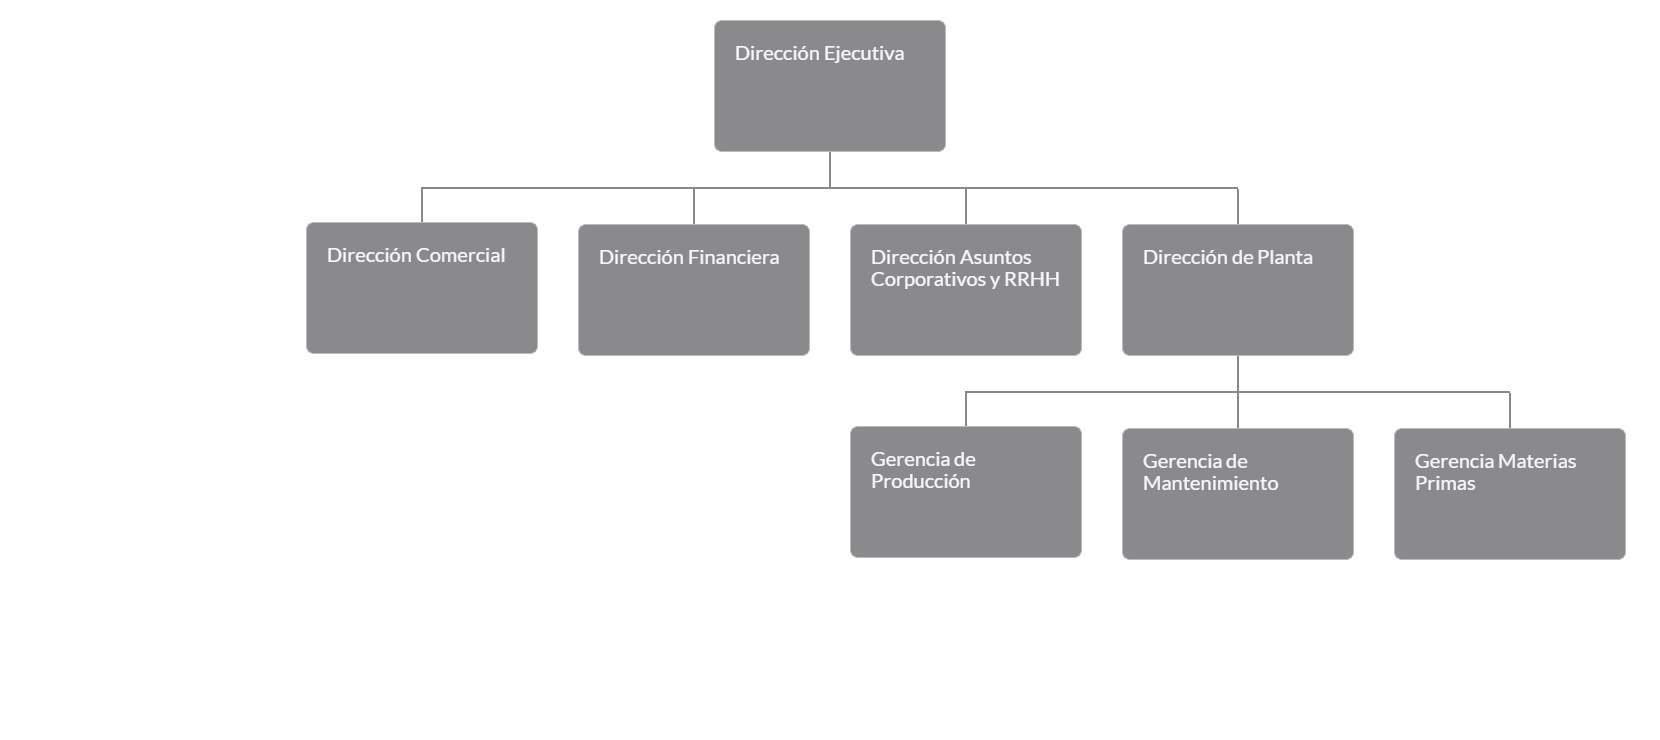 Dirección Ejecutiva
Dirección Comercial
Dirección Financiera
Dirección Asuntos
Corporativos y RRHH
Dirección de Planta
Gerencia de
Producción
Gerencia de
Mantenimiento
Gerencia Materias
Primas